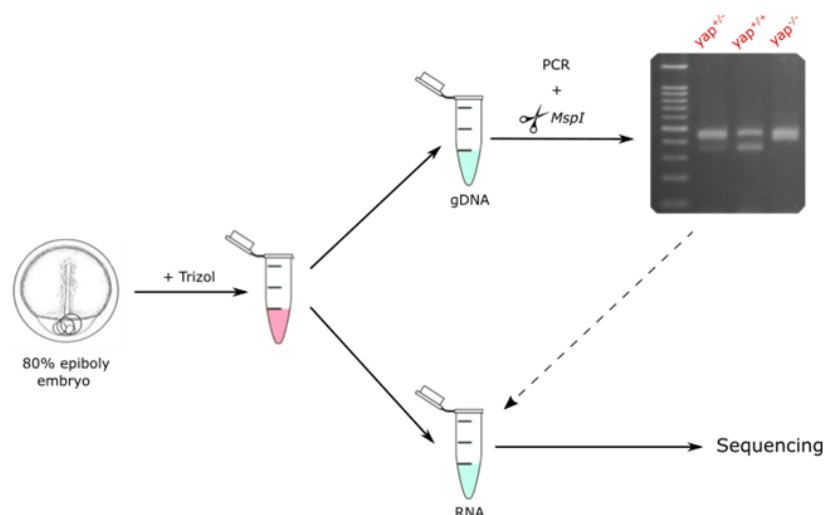 yap+/- yap+/+ yap-/-
PCR
+
MspI
gDNA
+ Trizol
80% epiboly
embryo
Sequencing
RNA